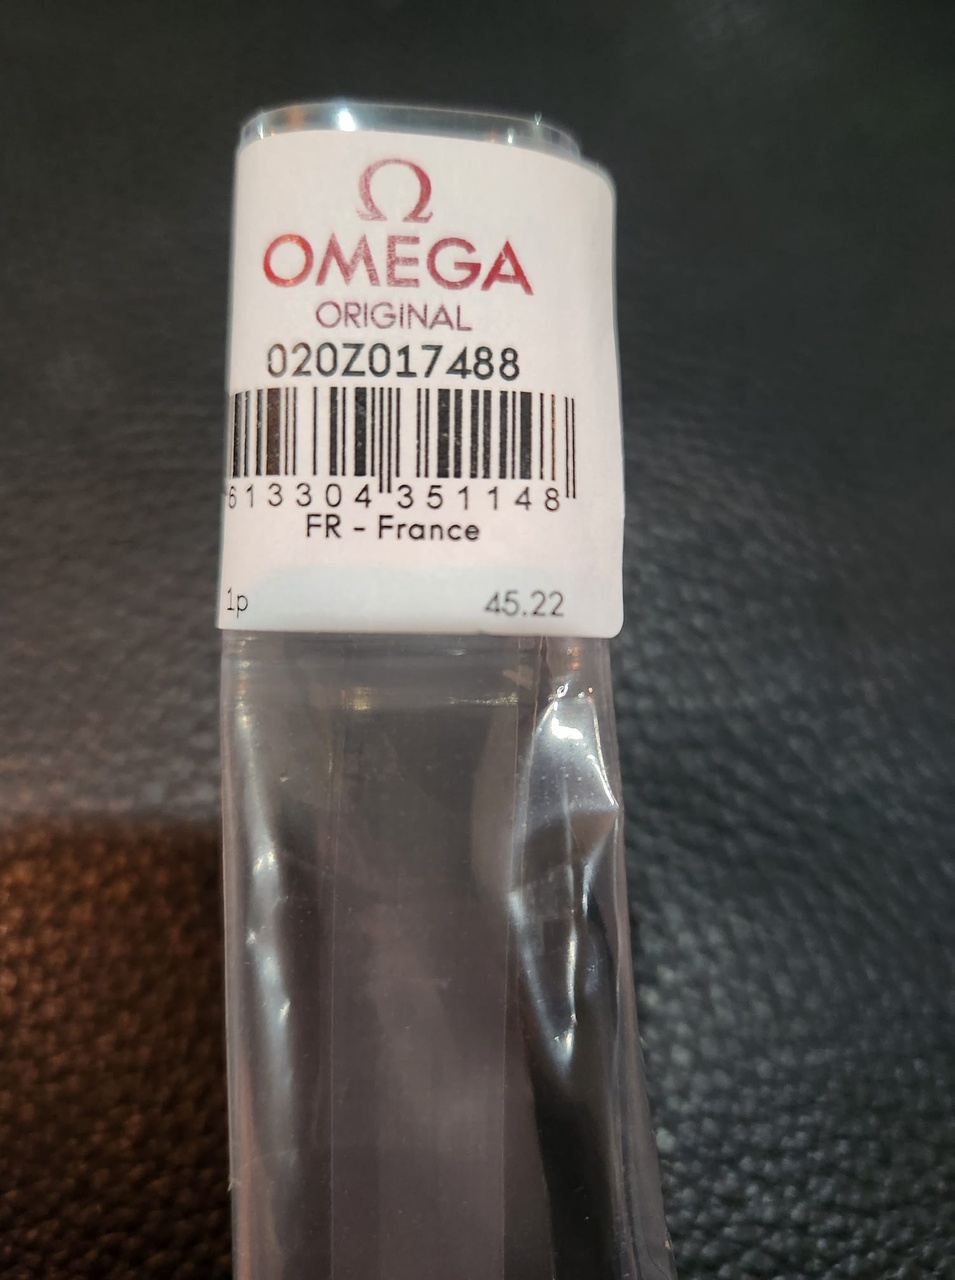 Ω
OMEGA
ORIGINAL
020Z017488
613304 351148
FR - France
1p 45.22